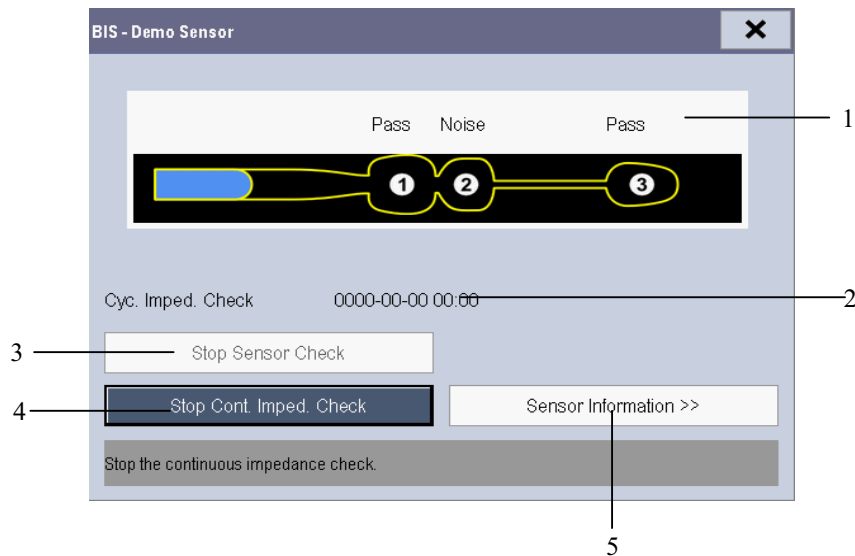 BIS - Demo Sensor
Pass Noise Pass
1
1 2 3
Cyc. Imped. Check 0000-00-00 00:00
2
3
Stop Sensor Check
4
Stop Cont. Imped. Check Sensor Information >>
Stop the continuous impedance check.
5